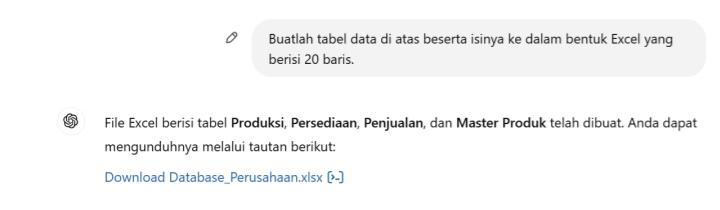 Buatlah tabel data di atas beserta isinya ke dalam bentuk Excel yang
berisi 20 baris.
File Excel berisi tabel Produksi, Persediaan, Penjualan, dan Master Produk telah dibuat. Anda dapat
mengunduhnya melalui tautan berikut:
Download Database_Perusahaan.xlsx [>-]